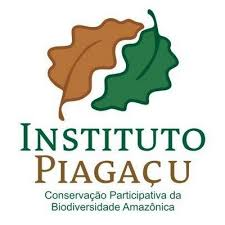 INSTITUTO
PIAGAÇU
Conservação Participativa da
Biodiversidade Amazônica